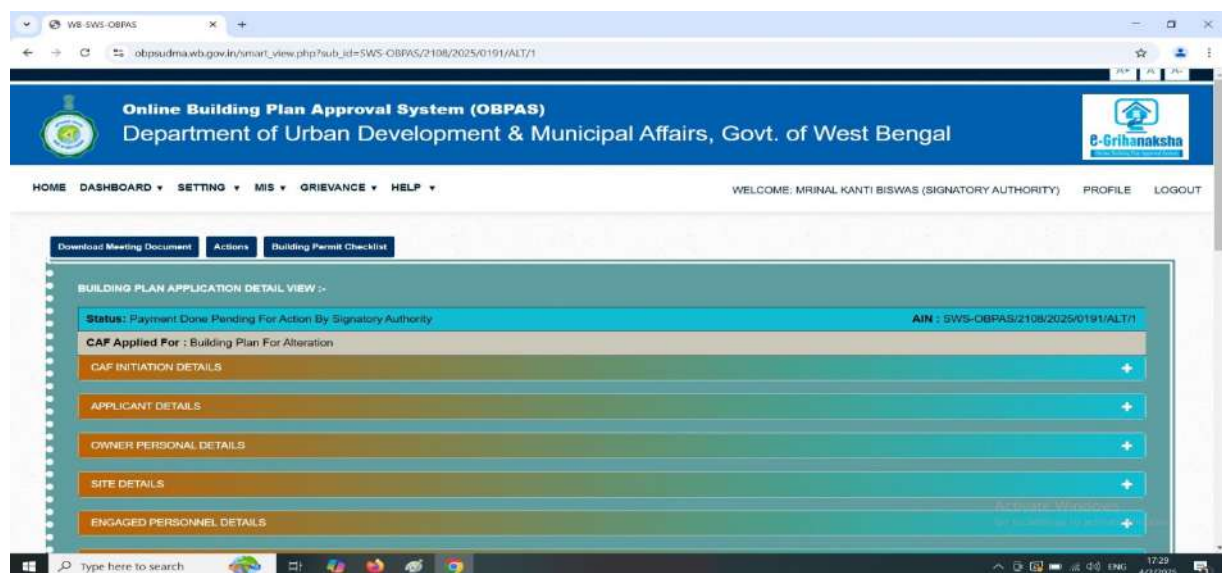 WB-SWS-OBPAS
obpsudma.wb.gov.in/smart_view.php?sub_id=SWS-OBPAS/2108/2025/0191/ALT/1
A+ A A-
Online Building Plan Approval System (OBPAS)
Department of Urban Development & Municipal Affairs, Govt. of West Bengal
e-Grihanaksha
HOME DASHBOARD SETTING MIS GRIEVANCE HELP WELCOME: MRINAL KANTI BISWAS (SIGNATORY AUTHORITY) PROFILE LOGOUT
Download Meeting Document Actions Building Permit Checklist
BUILDING PLAN APPLICATION DETAIL VIEW :-
Status: Payment Done Pending For Action By Signatory Authority AIN : SWS-OBPAS/2108/2025/0191/ALT/1
CAF Applied For : Building Plan For Alteration
CAF INITIATION DETAILS +
APPLICANT DETAILS +
OWNER PERSONAL DETAILS +
SITE DETAILS +
Activate Windows
ENGAGED PERSONNEL DETAILS +
Type here to search ENG 17:29
4/2/2025